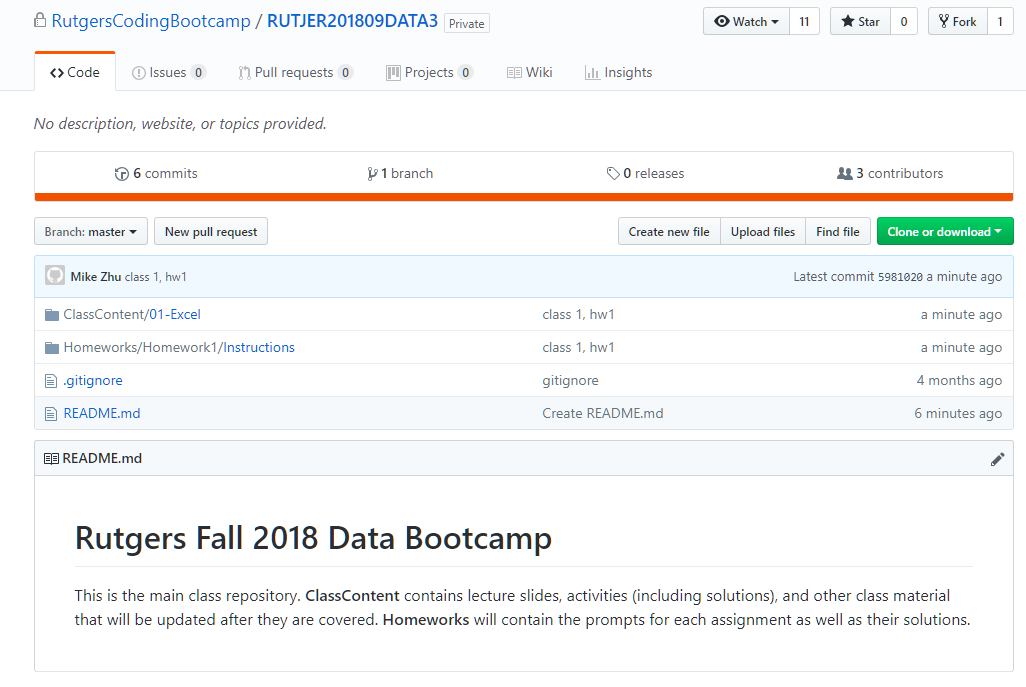 RutgersCodingBootcamp / RUTJER201809DATA3 Private Watch 11 Star 0 Fork 1
Code Issues 0 Pull requests 0 Projects 0 Wiki Insights
No description, website, or topics provided.
6 commits 1 branch 0 releases 3 contributors
Branch: master New pull request Create new file Upload files Find file Clone or download
Mike Zhu class 1, hw1 Latest commit 5981020 a minute ago
ClassContent/01-Excel class 1, hw1 a minute ago
Homeworks/Homework1/Instructions class 1, hw1 a minute ago
.gitignore gitignore 4 months ago
README.md Create README.md 6 minutes ago
README.md
Rutgers Fall 2018 Data Bootcamp
This is the main class repository. ClassContent contains lecture slides, activities (including solutions), and other class material
that will be updated after they are covered. Homeworks will contain the prompts for each assignment as well as their solutions.